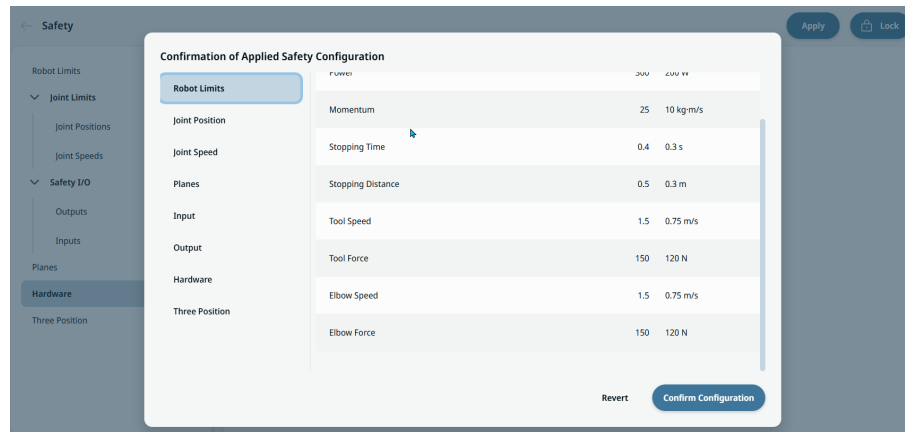 Safety
Apply
Lock
Robot Limits
Joint Limits
Joint Positions
Joint Speeds
Safety I/O
Outputs
Inputs
Planes
Hardware
Three Position
Confirmation of Applied Safety Configuration
Robot Limits
Joint Position
Joint Speed
Planes
Input
Output
Hardware
Three Position
Power 300 200 W
Momentum 25 10 kg·m/s
Stopping Time 0.4 0.3 s
Stopping Distance 0.5 0.3 m
Tool Speed 1.5 0.75 m/s
Tool Force 150 120 N
Elbow Speed 1.5 0.75 m/s
Elbow Force 150 120 N
Revert
Confirm Configuration